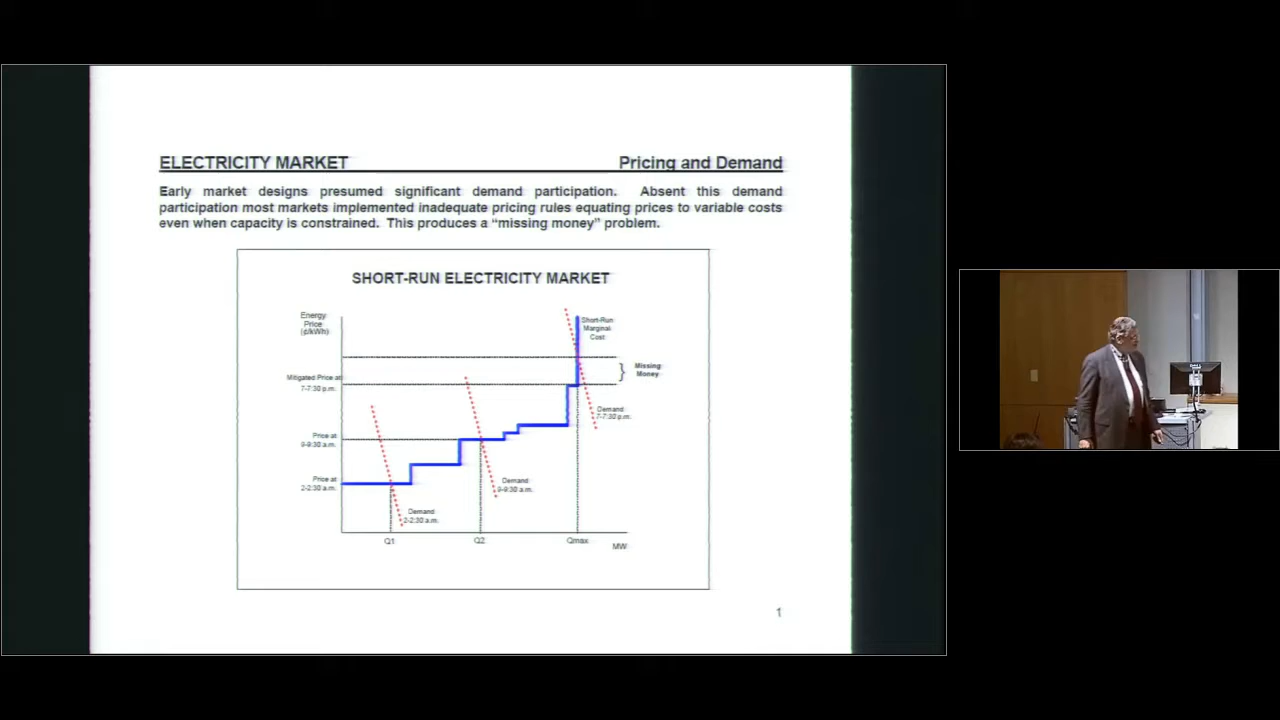 ELECTRICITY MARKET Pricing and Demand
Early market designs presumed significant demand participation. Absent this demand
participation most markets implemented inadequate pricing rules equating prices to variable costs
even when capacity is constrained. This produces a “missing money” problem.
SHORT-RUN ELECTRICITY MARKET
Energy
Price
(¢/kWh)
Short-Run
Marginal
Cost
Missing
Money
Mitigated Price at
7-7:30 p.m.
Demand
7-7:30 p.m.
Price at
9-9:30 a.m.
Price at
2-2:30 a.m.
Demand
9-9:30 a.m.
Demand
2-2:30 a.m.
Q1
Q2
Qmax
MW
1